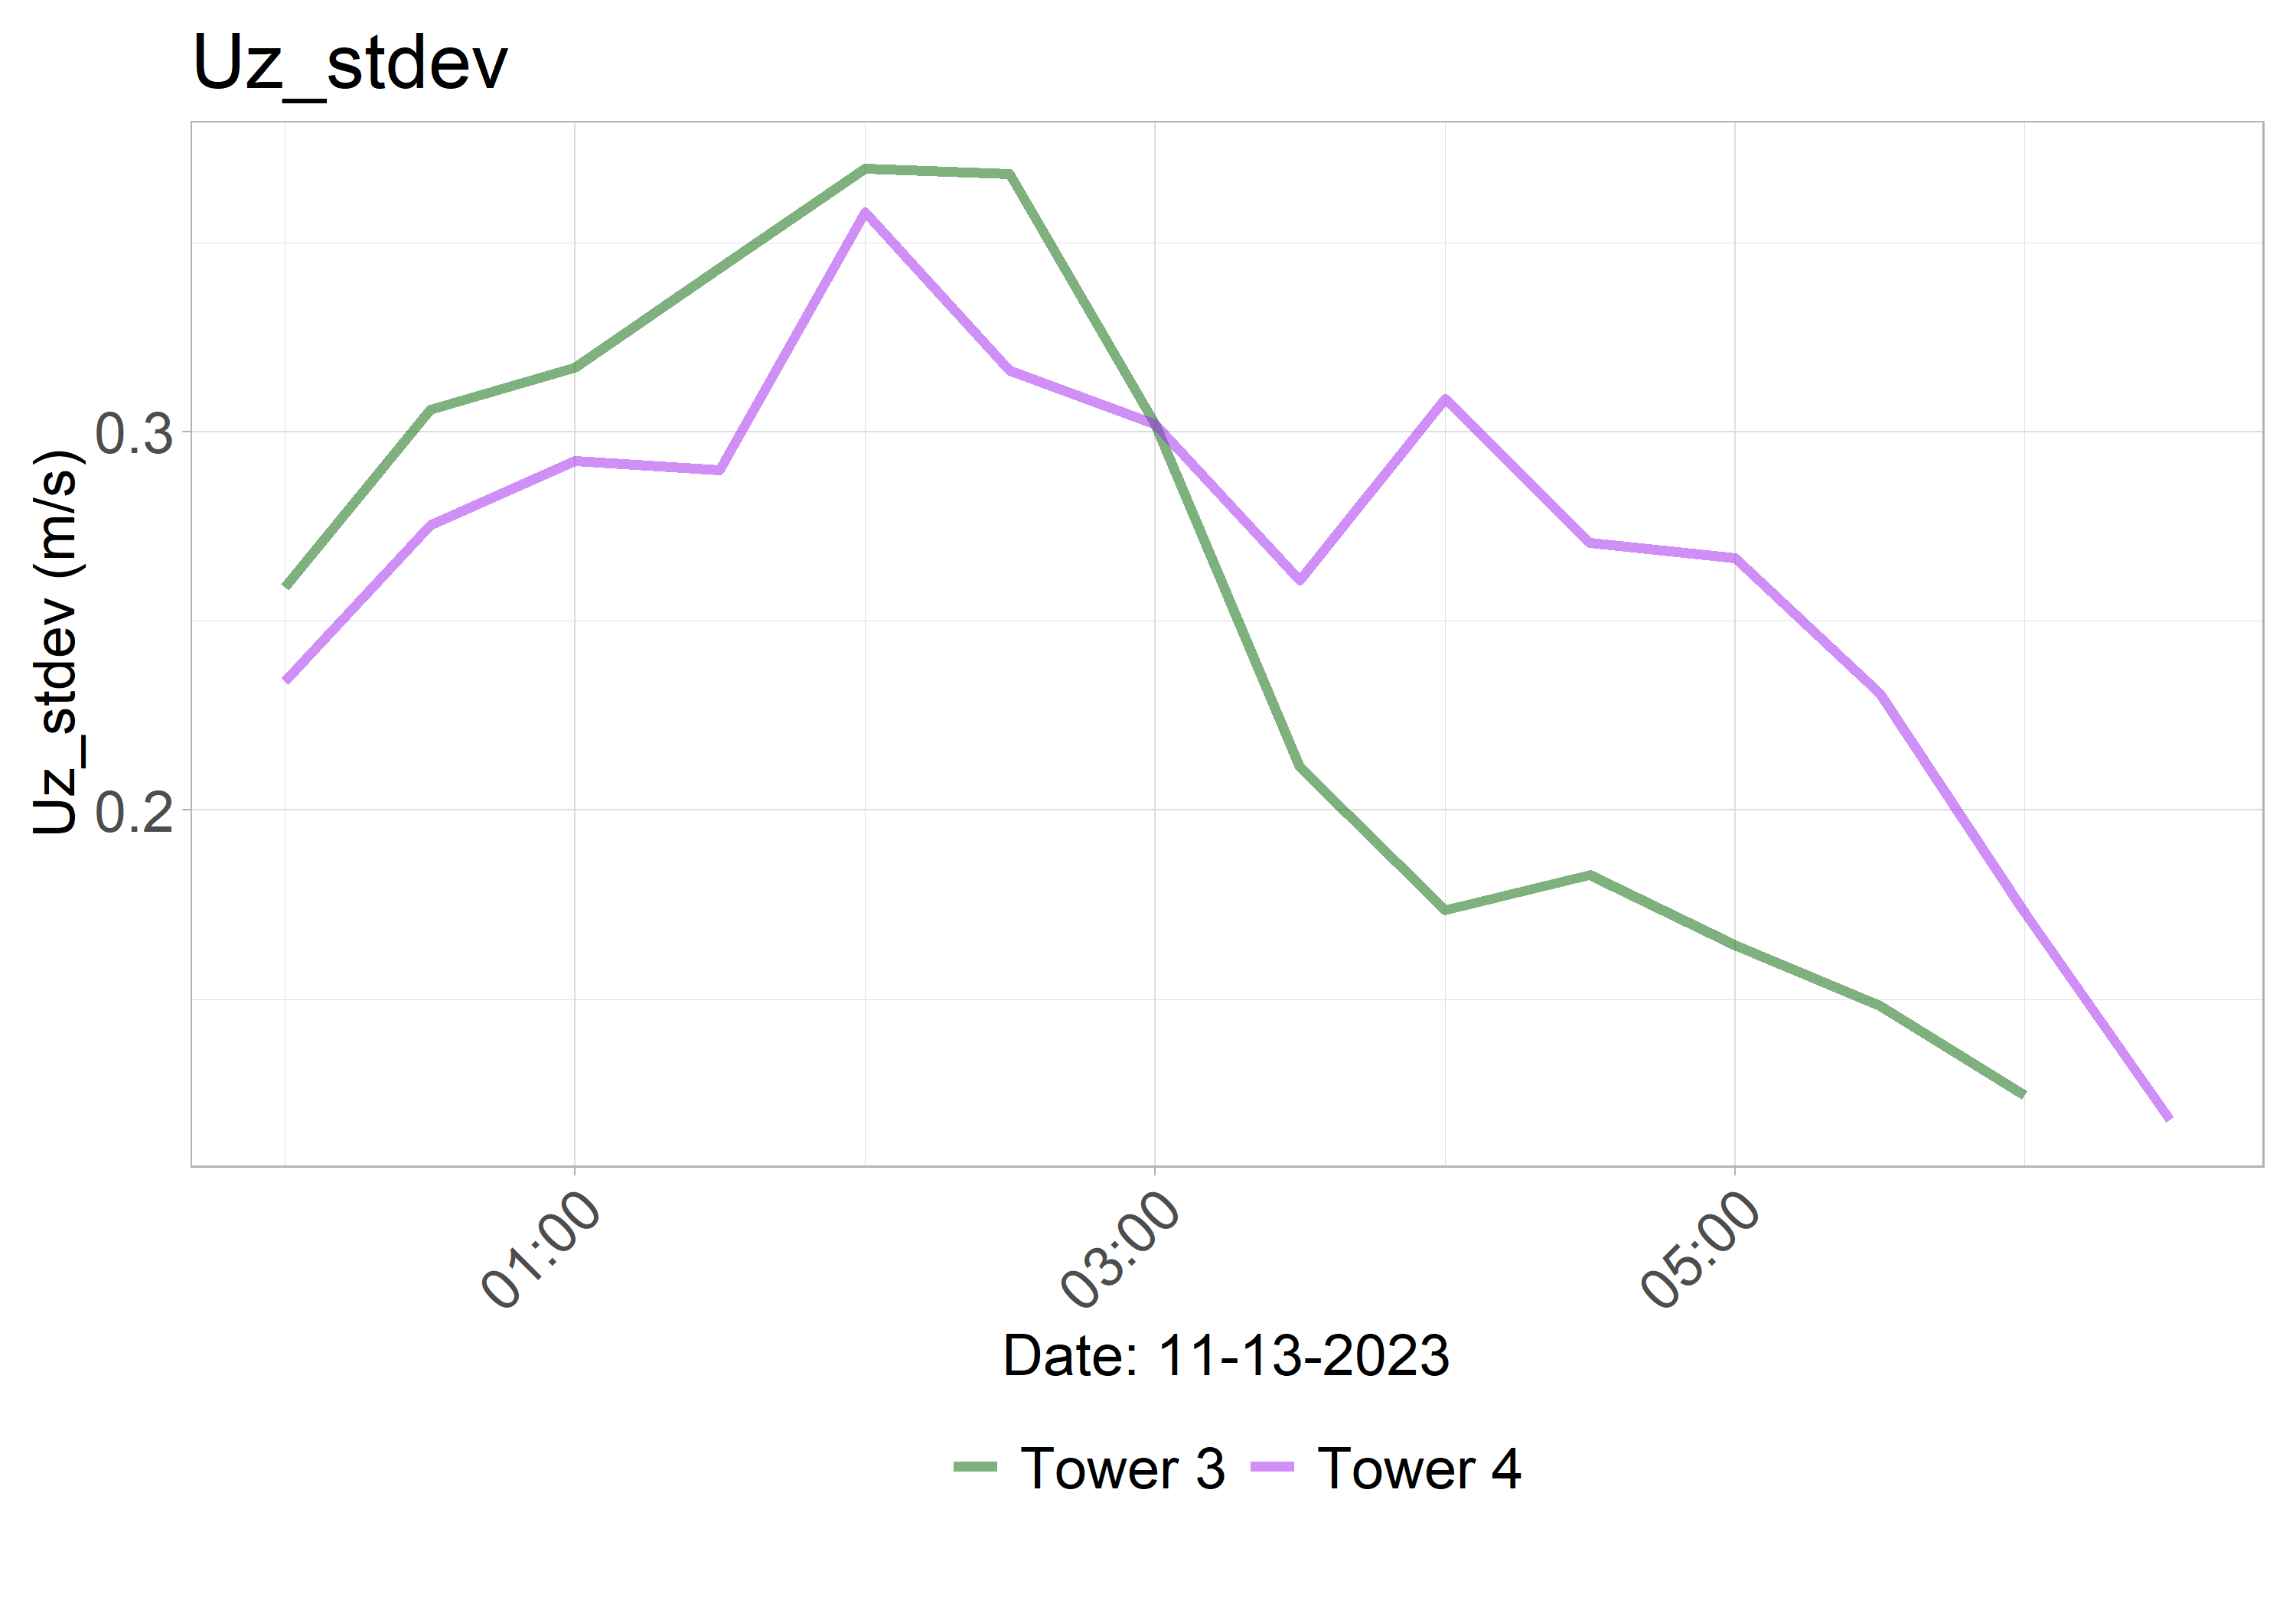 Uz_stdev
Uz_stdev (m/s)
0.3
0.2
01:00
03:00
05:00
Date: 11-13-2023
Tower 3
Tower 4